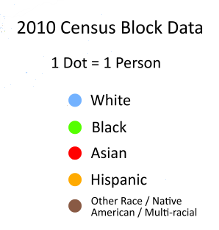 2010 Census Block Data
1 Dot = 1 Person
White
Black
Asian
Hispanic
Other Race / Native
American / Multi-racial